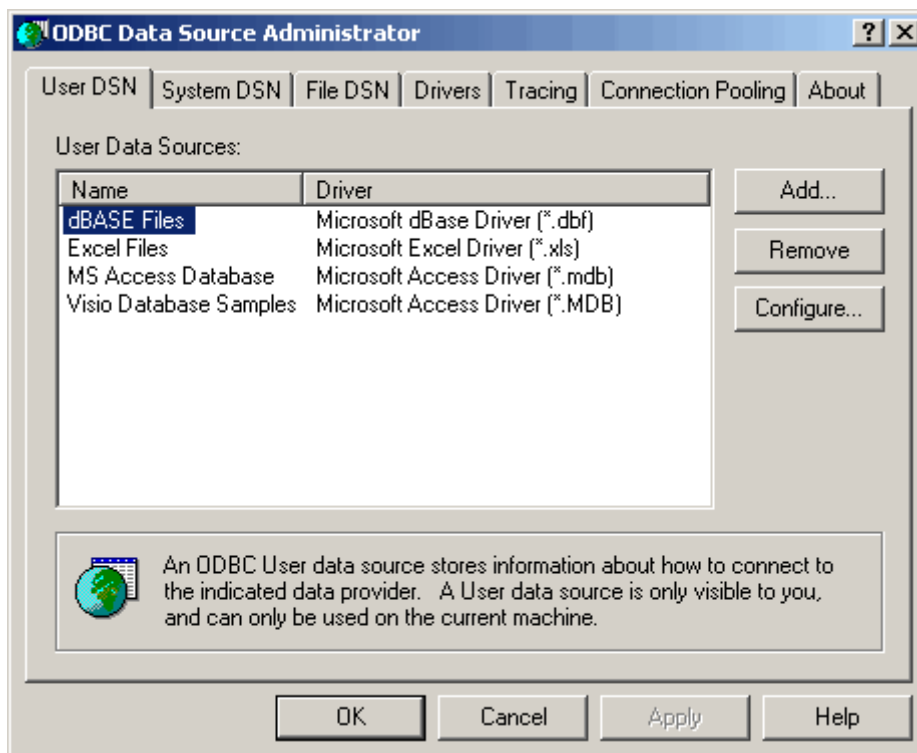 ODBC Data Source Administrator
User DSN System DSN File DSN Drivers Tracing Connection Pooling About
User Data Sources:
Name Driver
dBASE Files Microsoft dBase Driver (*.dbf)
Excel Files Microsoft Excel Driver (*.xls)
MS Access Database Microsoft Access Driver (*.mdb)
Visio Database Samples Microsoft Access Driver (*.MDB)
Add...
Remove
Configure...
An ODBC User data source stores information about how to connect to
the indicated data provider. A User data source is only visible to you,
and can only be used on the current machine.
OK Cancel Apply Help